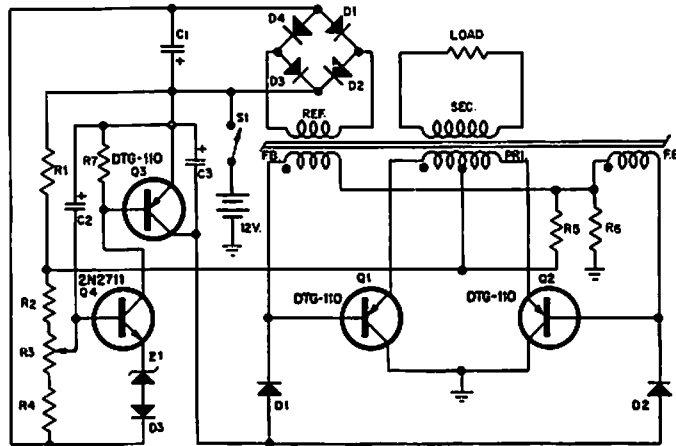 D4
D1
C1
+
LOAD
D3
D2
REF.
SEC.
S1
FB
PRI
F.B
R7
DTG-110
Q3
+
C3
R1
+
C2
12V.
R5
R6
2N2711
Q4
Q1
DTG-110
Q2
DTG-110
R2
R3
R4
Z1
D3
D1
D2